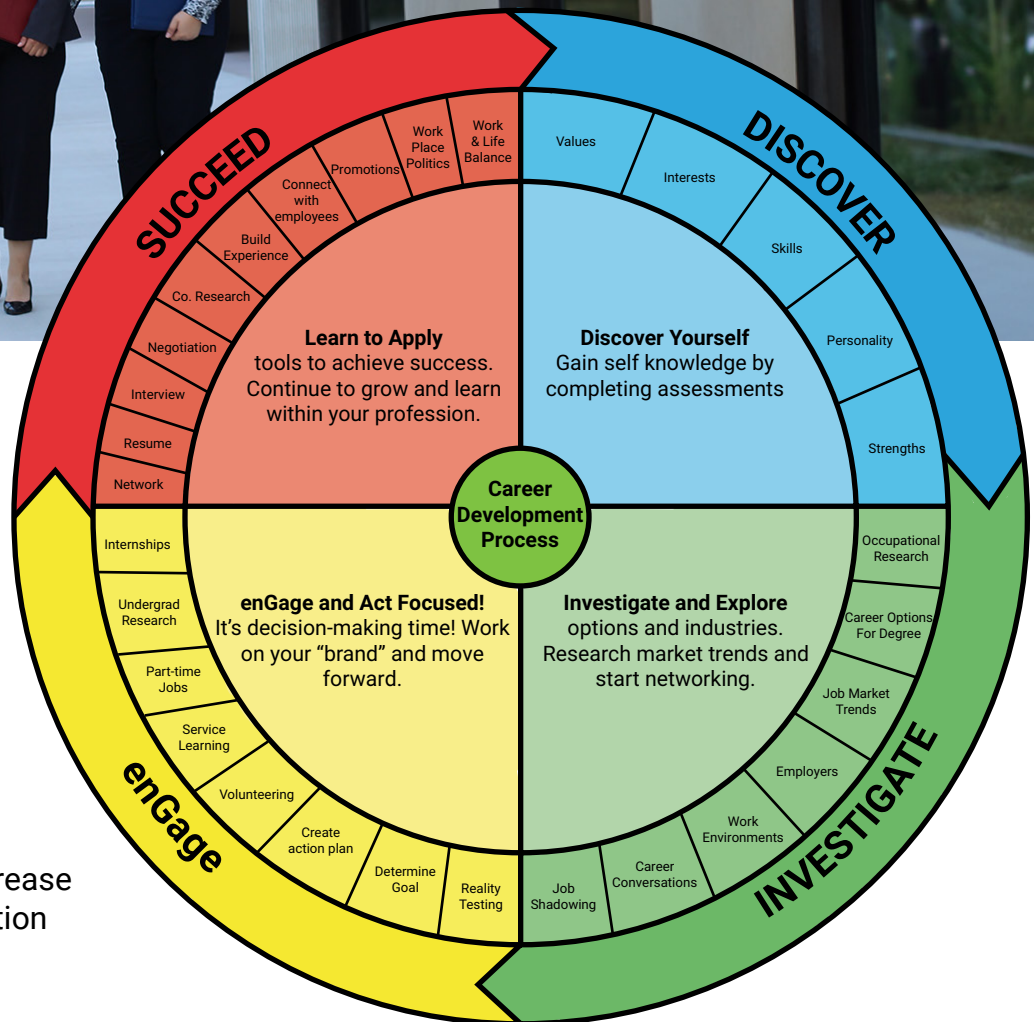 SUCCEED
Work
& Life
Balance
Work
Place
Politics
Promotions
Connect
with
employees
Build
Experience
Co. Research
Negotiation
Interview
Resume
Network
Learn to Apply
tools to achieve success.
Continue to grow and learn
within your profession.
DISCOVER
Values
Interests
Skills
Personality
Strengths
Discover Yourself
Gain self knowledge by
completing assessments
Career
Development
Process
INVESTIGATE
Occupational
Research
Career Options
For Degree
Job Market
Trends
Employers
Work
Environments
Career
Conversations
Job
Shadowing
Investigate and Explore
options and industries.
Research market trends and
start networking.
enGage
Reality
Testing
Determine
Goal
Create
action plan
Volunteering
Service
Learning
Part-time
Jobs
Undergrad
Research
Internships
enGage and Act Focused!
It’s decision-making time! Work
on your “brand” and move
forward.
rease
tion